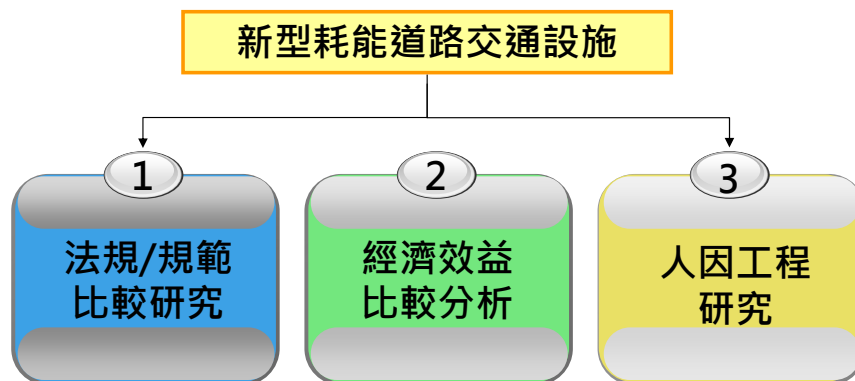 新型耗能道路交通設施
1
2
3
法規/規範
比較研究
經濟效益
比較分析
人因工程
研究